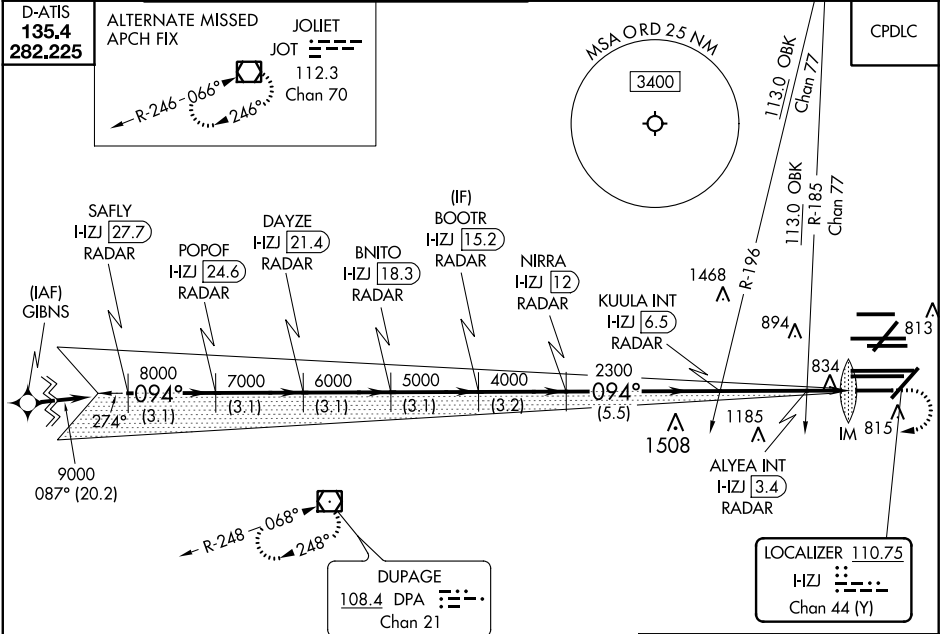 D-ATIS
135.4
282.225
ALTERNATE MISSED
APCH FIX
JOLIET
JOT
112.3
Chan 70
R-246
066°
246°
MSA ORD 25 NM
3400
CPDLC
113.0 OBK
Chan 77
R-196
113.0 OBK
R-185
Chan 77
(IAF)
GIBNS
SAFLY
I-IZJ 27.7
RADAR
POPOF
I-IZJ 24.6
RADAR
DAYZE
I-IZJ 21.4
RADAR
BNITO
I-IZJ 18.3
RADAR
(IF)
BOOTR
I-IZJ 15.2
RADAR
NIRRA
I-IZJ 12
RADAR
KUULA INT
I-IZJ 6.5
RADAR
1468
894
813
834
8000
7000
6000
5000
4000
2300
094°
094°
274°
(3.1)
(3.1)
(3.1)
(3.1)
(3.2)
(5.5)
9000
087° (20.2)
1508
1185
IM
815
ALYEA INT
I-IZJ 3.4
RADAR
R-248
068°
248°
DUPAGE
108.4 DPA
Chan 21
LOCALIZER 110.75
I-IZJ
Chan 44 (Y)